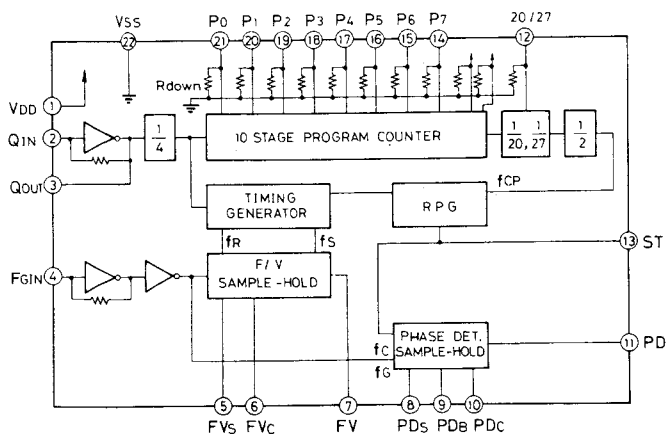 VSS P0 P1 P2 P3 P4 P5 P6 P7 20/27
22 21 20 19 18 17 16 15 14 12
Rdown
VDD 1
QIN 2
1/4
10 STAGE PROGRAM COUNTER
1/20, 1/27
1/2
QOUT 3
TIMING GENERATOR
RPG
fCP
fR fS
13 ST
FGIN 4
F/V
SAMPLE-HOLD
PHASE DET.
SAMPLE-HOLD
fC
fG
11 PD
5 6 7 8 9 10
FVS FVC FV PDS PDB PDC